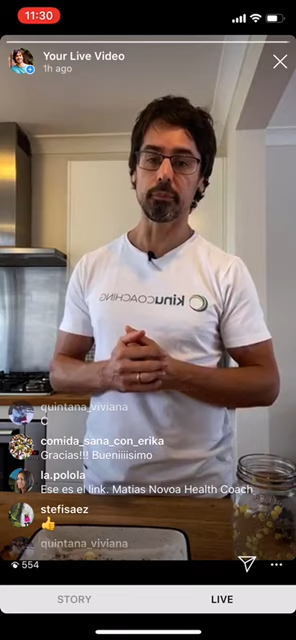 11:30
Your Live Video
1h ago
kinuCOACHING
quintana_viviana
comida_sana_con_erika
Gracias!!! Bueniiiisimo
la.polola
Ese es el link. Matias Novoa Health Coach
stefisaez
👍
quintana_viviana
554
STORY
LIVE